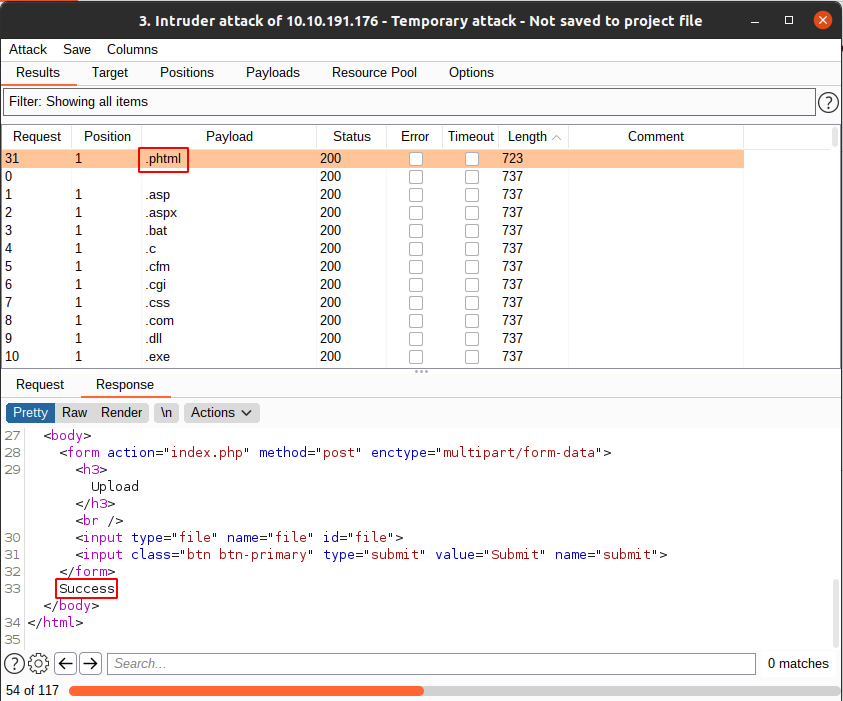 3. Intruder attack of 10.10.191.176 - Temporary attack - Not saved to project file
Attack Save Columns
Results Target Positions Payloads Resource Pool Options
Filter: Showing all items ?
Request Position Payload Status Error Timeout Length Comment
31 1 .phtml 200 723
0 200 737
1 1 .asp 200 737
2 1 .aspx 200 737
3 1 .bat 200 737
4 1 .c 200 737
5 1 .cfm 200 737
6 1 .cgi 200 737
7 1 .css 200 737
8 1 .com 200 737
9 1 .dll 200 737
10 1 .exe 200 737
Request Response
Pretty Raw Render \n Actions
27 <body>
28 <form action="index.php" method="post" enctype="multipart/form-data">
29 <h3>
Upload
</h3>
<br />
30 <input type="file" name="file" id="file">
31 <input class="btn btn-primary" type="submit" value="Submit" name="submit">
32 </form>
33 Success
</body>
34 </html>
35
? Search... 0 matches
54 of 117